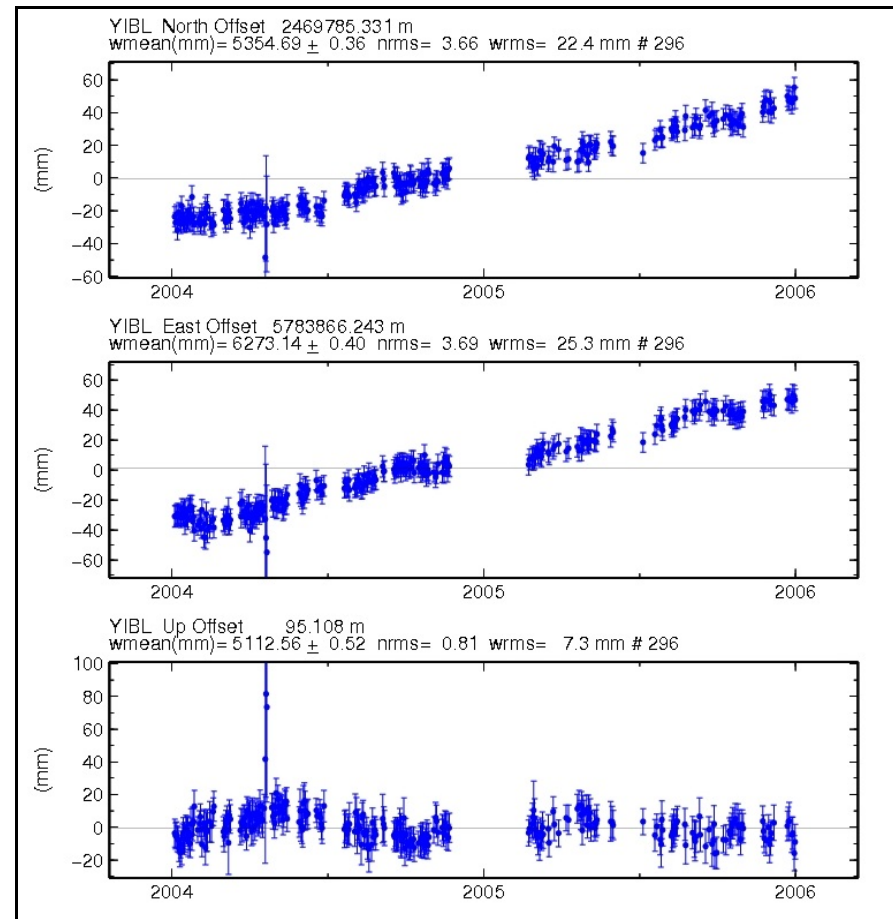 YIBL North Offset 2469785.331 m
wmean(mm)= 5354.69 ± 0.36 nrms= 3.66 wrms= 22.4 mm # 296
60
40
20
0
−20
−40
−60
(mm)
2004 2005 2006
YIBL East Offset 5783866.243 m
wmean(mm)= 6273.14 ± 0.40 nrms= 3.69 wrms= 25.3 mm # 296
60
40
20
0
−20
−40
−60
(mm)
2004 2005 2006
YIBL Up Offset 95.108 m
wmean(mm)= 5112.56 ± 0.52 nrms= 0.81 wrms= 7.3 mm # 296
100
80
60
40
20
0
−20
(mm)
2004 2005 2006